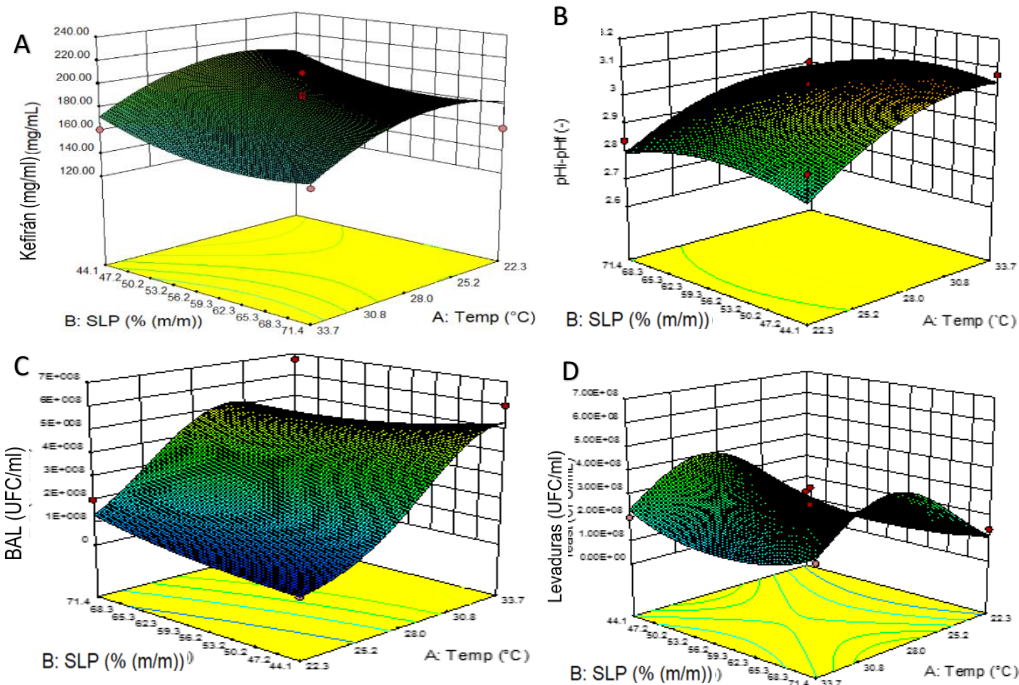 A
240.00
220.00
200.00
180.00
160.00
140.00
120.00
Kefirán (mg/ml) (mg/mL)
44.1
47.2
50.2
53.2
56.2
59.3
62.3
65.3
68.3
71.4
B: SLP (% (m/m))
33.7
30.8
28.0
25.2
22.3
A: Temp (°C)
B
3.2
3.1
3
2.9
2.8
2.7
2.6
pHi-pHf (-)
71.4
68.3
65.3
62.3
59.3
56.2
53.2
50.2
47.2
44.1
B: SLP (% (m/m))
22.3
25.2
28.0
30.8
33.7
A: Temp (°C)
C
7E+008
6E+008
5E+008
4E+008
3E+008
2E+008
1E+008
0
BAL (UFC/ml)
71.4
68.3
65.3
62.3
59.3
56.2
53.2
50.2
47.2
44.1
B: SLP (% (m/m))
22.3
25.2
28.0
30.8
33.7
A: Temp (°C)
D
7.00E+08
6.00E+08
5.00E+08
4.00E+08
3.00E+08
2.00E+08
1.00E+08
0.00E+00
Levaduras (UFC/ml)
44.1
47.2
50.2
53.2
56.2
59.3
62.3
65.3
68.3
71.4
B: SLP (% (m/m))
33.7
30.8
28.0
25.2
22.3
A: Temp (°C)